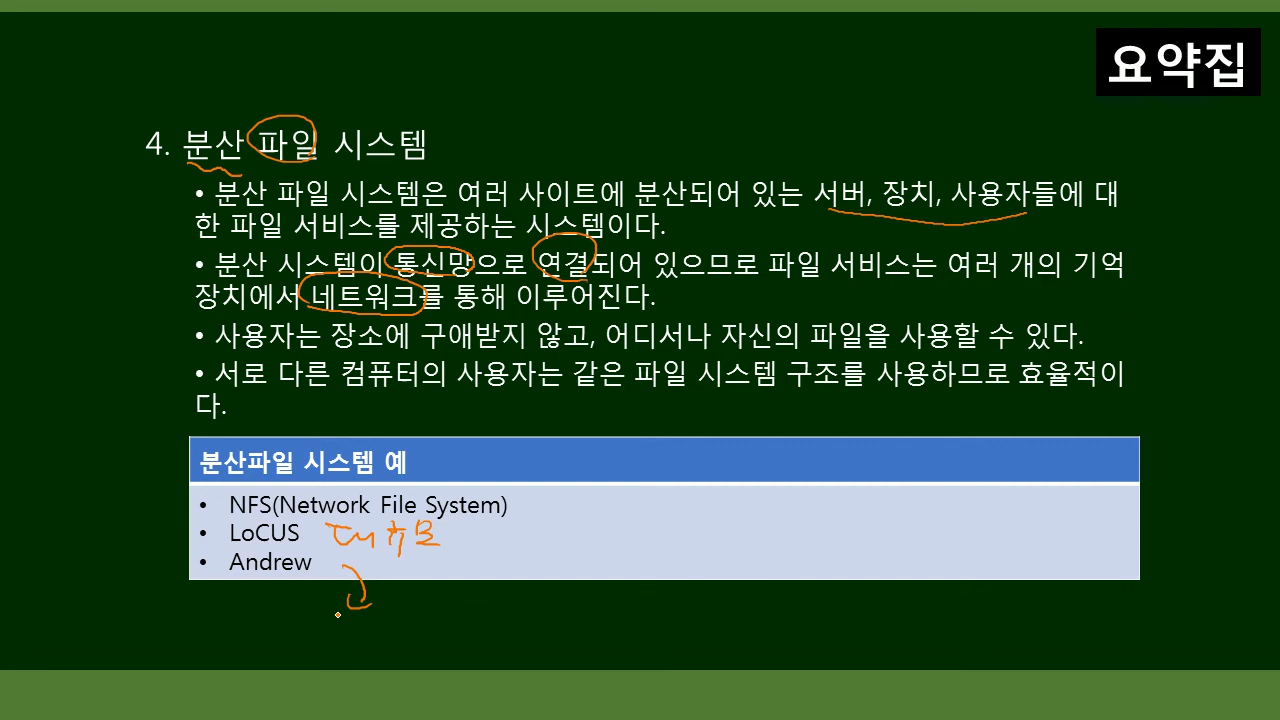 요약집
4. 분산 파일 시스템
• 분산 파일 시스템은 여러 사이트에 분산되어 있는 서버, 장치, 사용자들에 대
한 파일 서비스를 제공하는 시스템이다.
• 분산 시스템이 통신망으로 연결되어 있으므로 파일 서비스는 여러 개의 기억
장치에서 네트워크를 통해 이루어진다.
• 사용자는 장소에 구애받지 않고, 어디서나 자신의 파일을 사용할 수 있다.
• 서로 다른 컴퓨터의 사용자는 같은 파일 시스템 구조를 사용하므로 효율적이
다.
분산파일 시스템 예
• NFS(Network File System)
• LoCUS
• Andrew